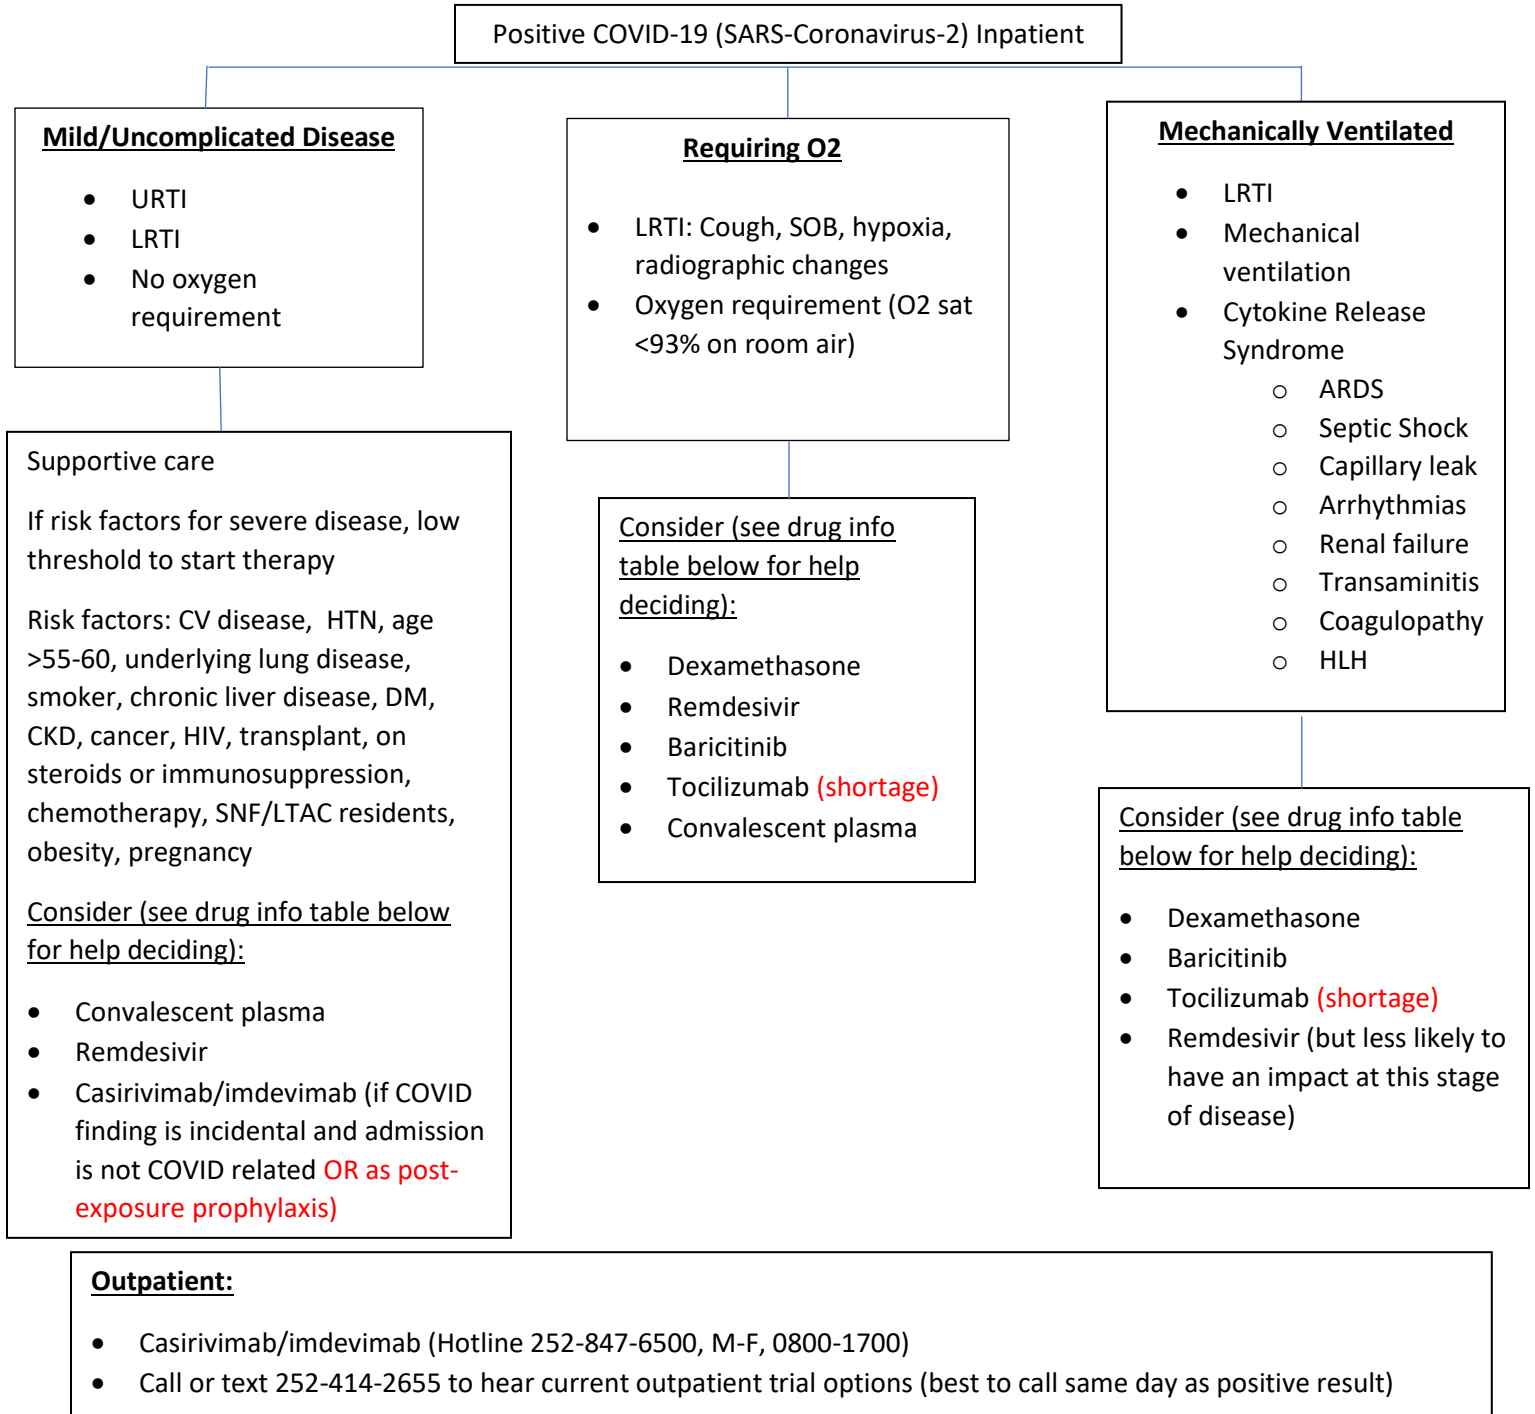 Positive COVID-19 (SARS-Coronavirus-2) Inpatient
Mild/Uncomplicated Disease
• URTI
• LRTI
• No oxygen
requirement
Supportive care
If risk factors for severe disease, low
threshold to start therapy
Risk factors: CV disease, HTN, age
>55-60, underlying lung disease,
smoker, chronic liver disease, DM,
CKD, cancer, HIV, transplant, on
steroids or immunosuppression,
chemotherapy, SNF/LTAC residents,
obesity, pregnancy
Consider (see drug info table below
for help deciding):
• Convalescent plasma
• Remdesivir
• Casirivimab/imdevimab (if COVID
finding is incidental and admission
is not COVID related OR as post-
exposure prophylaxis)
Requiring O2
• LRTI: Cough, SOB, hypoxia,
radiographic changes
• Oxygen requirement (O2 sat
<93% on room air)
Consider (see drug info
table below for help
deciding):
• Dexamethasone
• Remdesivir
• Baricitinib
• Tocilizumab (shortage)
• Convalescent plasma
Mechanically Ventilated
• LRTI
• Mechanical
ventilation
• Cytokine Release
Syndrome
o ARDS
o Septic Shock
o Capillary leak
o Arrhythmias
o Renal failure
o Transaminitis
o Coagulopathy
o HLH
Consider (see drug info table
below for help deciding):
• Dexamethasone
• Baricitinib
• Tocilizumab (shortage)
• Remdesivir (but less likely to
have an impact at this stage
of disease)
Outpatient:
• Casirivimab/imdevimab (Hotline 252-847-6500, M-F, 0800-1700)
• Call or text 252-414-2655 to hear current outpatient trial options (best to call same day as positive result)